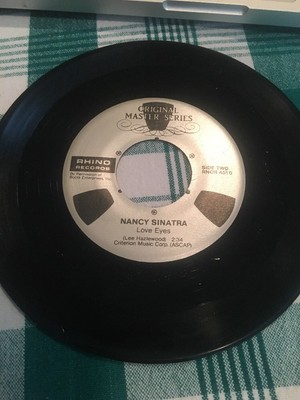 ORIGINAL
MASTER SERIES
RHINO
RECORDS
SIDE TWO
NANCY SINATRA
Love Eyes
(Lee Hazlewood) 2:34
Criterion Music Corp. (ASCAP)